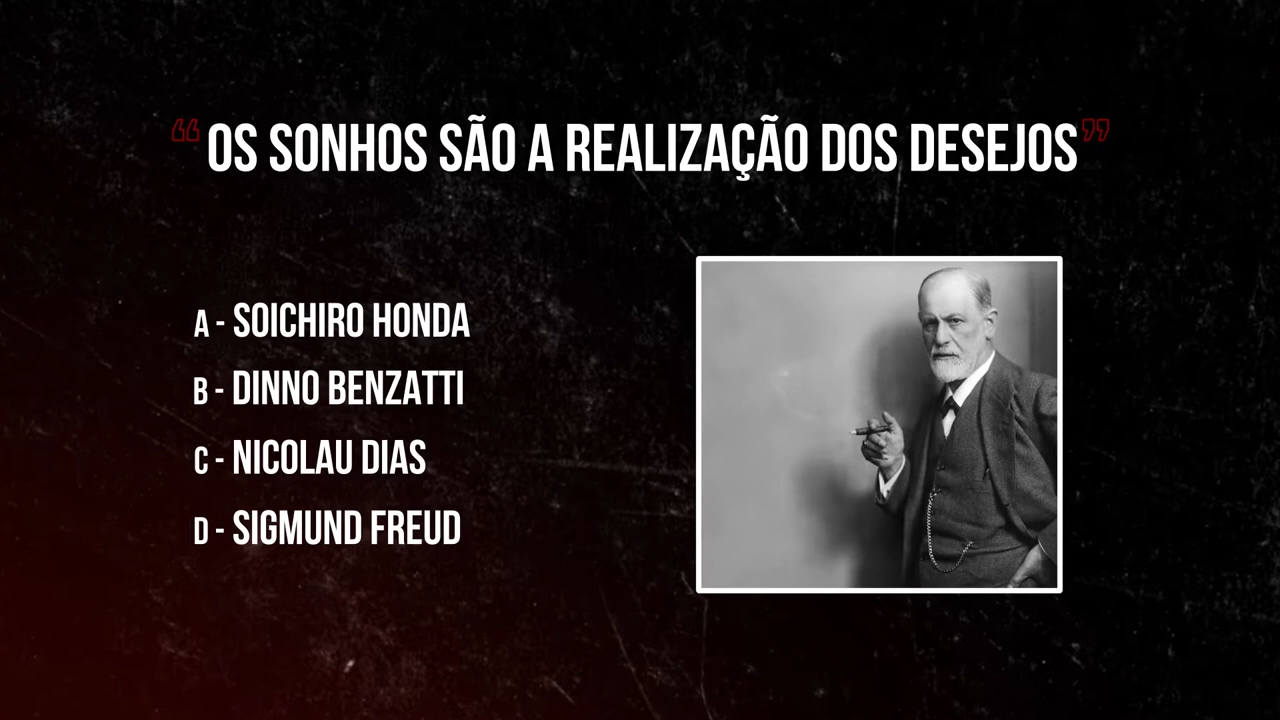 “OS SONHOS SÃO A REALIZAÇÃO DOS DESEJOS”
A - SOICHIRO HONDA
B - DINNO BENZATTI
C - NICOLAU DIAS
D - SIGMUND FREUD